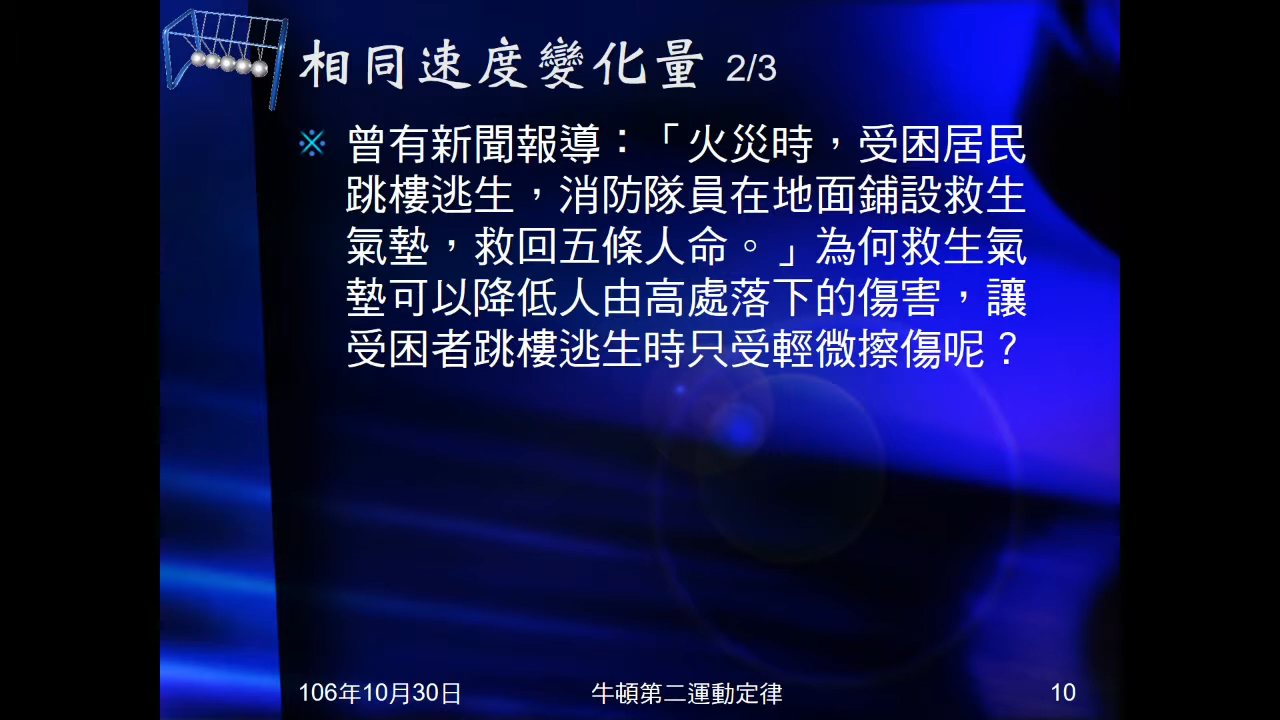 相同速度變化量 2/3
※ 曾有新聞報導：「火災時，受困居民
跳樓逃生，消防隊員在地面鋪設救生
氣墊，救回五條人命。」為何救生氣
墊可以降低人由高處落下的傷害，讓
受困者跳樓逃生時只受輕微擦傷呢？
106年10月30日
牛頓第二運動定律
10